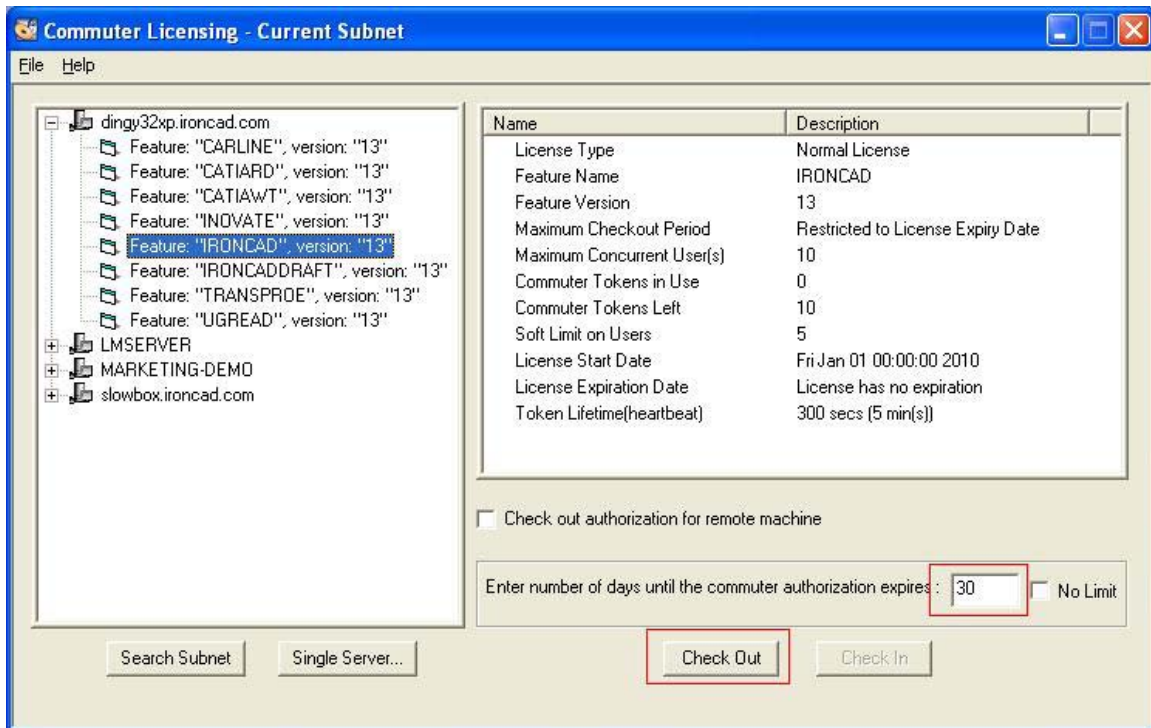 Commuter Licensing - Current Subnet
File Help
dingy32xp.ironcad.com
Feature: "CARLINE", version: "13"
Feature: "CATIARD", version: "13"
Feature: "CATIAWT", version: "13"
Feature: "INOVATE", version: "13"
Feature: "IRONCAD", version: "13"
Feature: "IRONCADDRAFT", version: "13"
Feature: "TRANSPROE", version: "13"
Feature: "UGREAD", version: "13"
LMSERVER
MARKETING-DEMO
slowbox.ironcad.com
Name Description
License Type Normal License
Feature Name IRONCAD
Feature Version 13
Maximum Checkout Period Restricted to License Expiry Date
Maximum Concurrent User(s) 10
Commuter Tokens in Use 0
Commuter Tokens Left 10
Soft Limit on Users 5
License Start Date Fri Jan 01 00:00:00 2010
License Expiration Date License has no expiration
Token Lifetime(heartbeat) 300 secs (5 min(s))
Check out authorization for remote machine
Enter number of days until the commuter authorization expires : 30 No Limit
Search Subnet Single Server... Check Out Check In